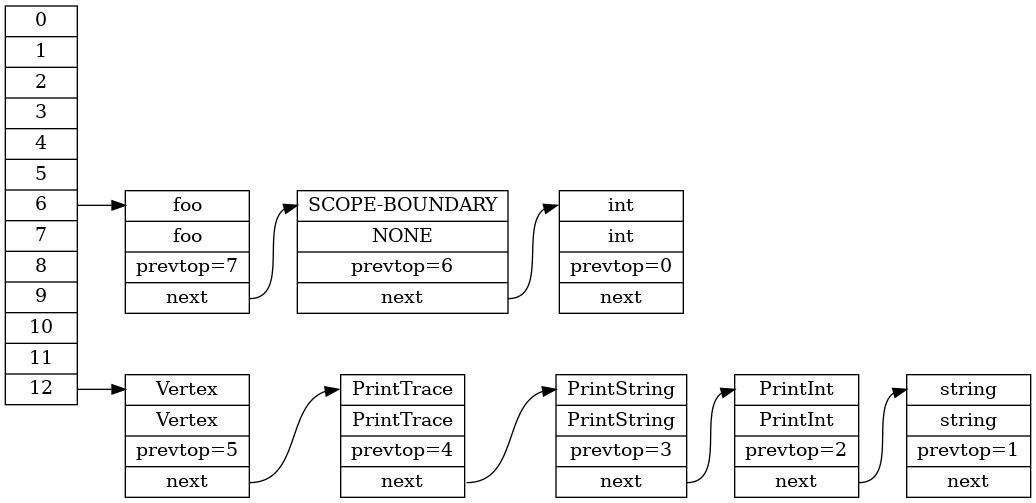 0
1
2
3
4
5
6
7
8
9
10
11
12
foo
foo
prevtop=7
next
SCOPE-BOUNDARY
NONE
prevtop=6
next
int
int
prevtop=0
next
Vertex
Vertex
prevtop=5
next
PrintTrace
PrintTrace
prevtop=4
next
PrintString
PrintString
prevtop=3
next
PrintInt
PrintInt
prevtop=2
next
string
string
prevtop=1
next